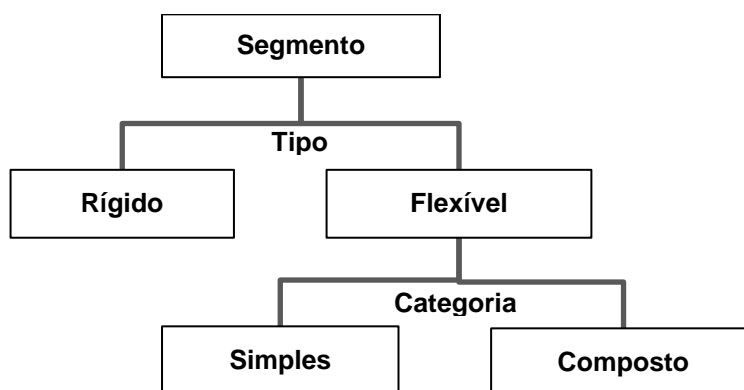 Segmento
Tipo
Rígido
Flexível
Categoria
Simples
Composto